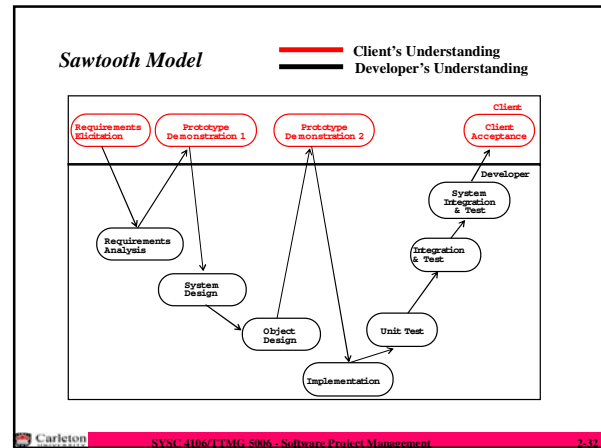 Sawtooth Model
Client's Understanding
Developer's Understanding
Client
Requirements
Elicitation
Prototype
Demonstration 1
Prototype
Demonstration 2
Client
Acceptance
Developer
System
Integration
& Test
Requirements
Analysis
Integration
& Test
System
Design
Object
Design
Unit Test
Implementation
Carleton
UNIVERSITY
SYSC 4106/TTMG 5006 - Software Project Management
2-32